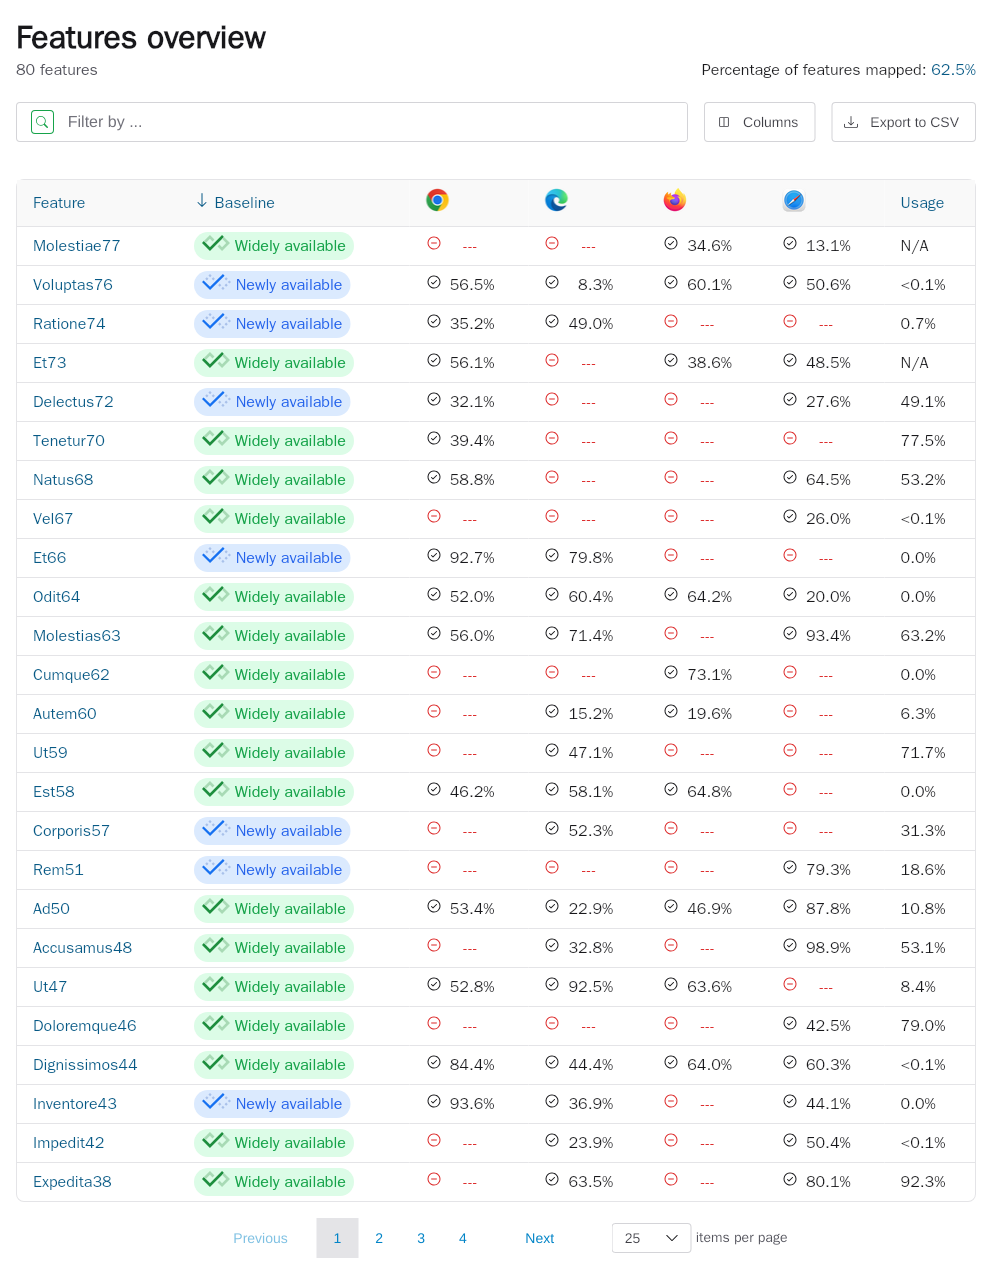 Features overview
80 features
Percentage of features mapped: 62.5%
Filter by ...
Columns
Export to CSV
Feature Baseline Usage
Molestiae77 Widely available --- --- 34.6% 13.1% N/A
Voluptas76 Newly available 56.5% 8.3% 60.1% 50.6% <0.1%
Ratione74 Newly available 35.2% 49.0% --- --- 0.7%
Et73 Widely available 56.1% --- 38.6% 48.5% N/A
Delectus72 Newly available 32.1% --- --- 27.6% 49.1%
Tenetur70 Widely available 39.4% --- --- --- 77.5%
Natus68 Widely available 58.8% --- --- 64.5% 53.2%
Vel67 Widely available --- --- --- 26.0% <0.1%
Et66 Newly available 92.7% 79.8% --- --- 0.0%
Odit64 Widely available 52.0% 60.4% 64.2% 20.0% 0.0%
Molestias63 Widely available 56.0% 71.4% --- 93.4% 63.2%
Cumque62 Widely available --- --- 73.1% --- 0.0%
Autem60 Widely available --- 15.2% 19.6% --- 6.3%
Ut59 Widely available --- 47.1% --- --- 71.7%
Est58 Widely available 46.2% 58.1% 64.8% --- 0.0%
Corporis57 Newly available --- 52.3% --- --- 31.3%
Rem51 Newly available --- --- --- 79.3% 18.6%
Ad50 Widely available 53.4% 22.9% 46.9% 87.8% 10.8%
Accusamus48 Widely available --- 32.8% --- 98.9% 53.1%
Ut47 Widely available 52.8% 92.5% 63.6% --- 8.4%
Doloremque46 Widely available --- --- --- 42.5% 79.0%
Dignissimos44 Widely available 84.4% 44.4% 64.0% 60.3% <0.1%
Inventore43 Newly available 93.6% 36.9% --- 44.1% 0.0%
Impedit42 Widely available --- 23.9% --- 50.4% <0.1%
Expedita38 Widely available --- 63.5% --- 80.1% 92.3%
Previous 1 2 3 4 Next 25 items per page